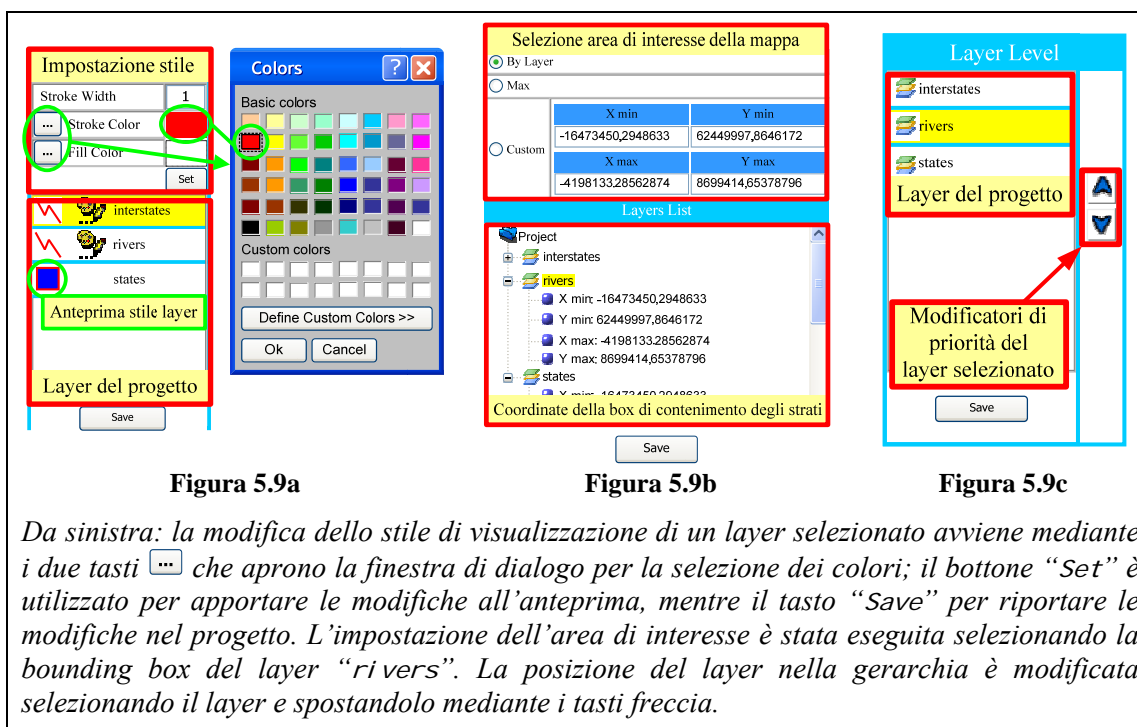 Impostazione stile
Stroke Width 1
... Stroke Color
... Fill Color
Set
interstates
rivers
states
Anteprima stile layer
Layer del progetto
Save
Colors
Basic colors
Custom colors
Define Custom Colors >>
Ok Cancel
Figura 5.9a
Selezione area di interesse della mappa
By Layer
Max
Custom
X min Y min
-16473450,2948633 62449997,8646172
X max Y max
-4198133,28562874 8699414,65378796
Layers List
Project
interstates
rivers
X min: -16473450,2948633
Y min: 62449997,8646172
X max: -4198133.28562874
Y max: 8699414,65378796
states
X min: -16473450,2948633
Coordinate della box di contenimento degli strati
Save
Figura 5.9b
Layer Level
interstates
rivers
states
Layer del progetto
Modificatori di
priorità del
layer selezionato
Save
Figura 5.9c
Da sinistra: la modifica dello stile di visualizzazione di un layer selezionato avviene mediante
i due tasti ... che aprono la finestra di dialogo per la selezione dei colori; il bottone “Set” è
utilizzato per apportare le modifiche all’anteprima, mentre il tasto “Save” per riportare le
modifiche nel progetto. L’impostazione dell’area di interesse è stata eseguita selezionando la
bounding box del layer “rivers”. La posizione del layer nella gerarchia è modificata
selezionando il layer e spostandolo mediante i tasti freccia.